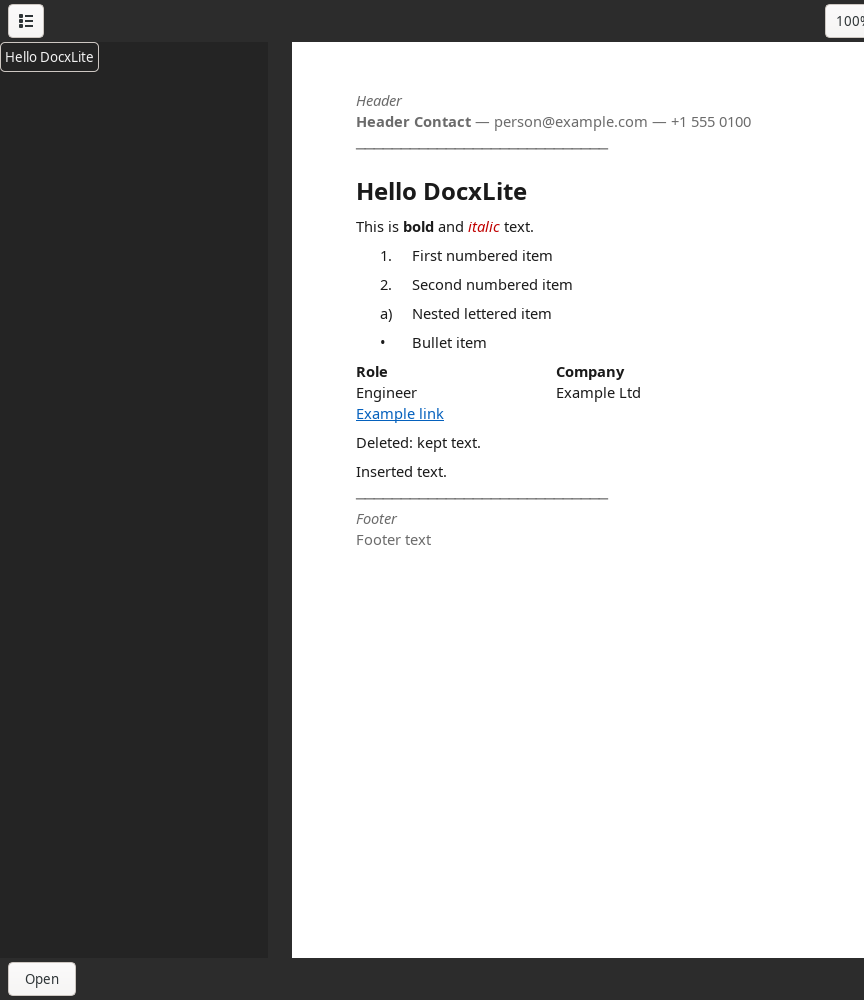 100%
Hello DocxLite
Header
Header Contact — person@example.com — +1 555 0100
Hello DocxLite
This is bold and italic text.
1. First numbered item
2. Second numbered item
a) Nested lettered item
• Bullet item
Role Company
Engineer Example Ltd
Example link
Deleted: kept text.
Inserted text.
Footer
Footer text
Open